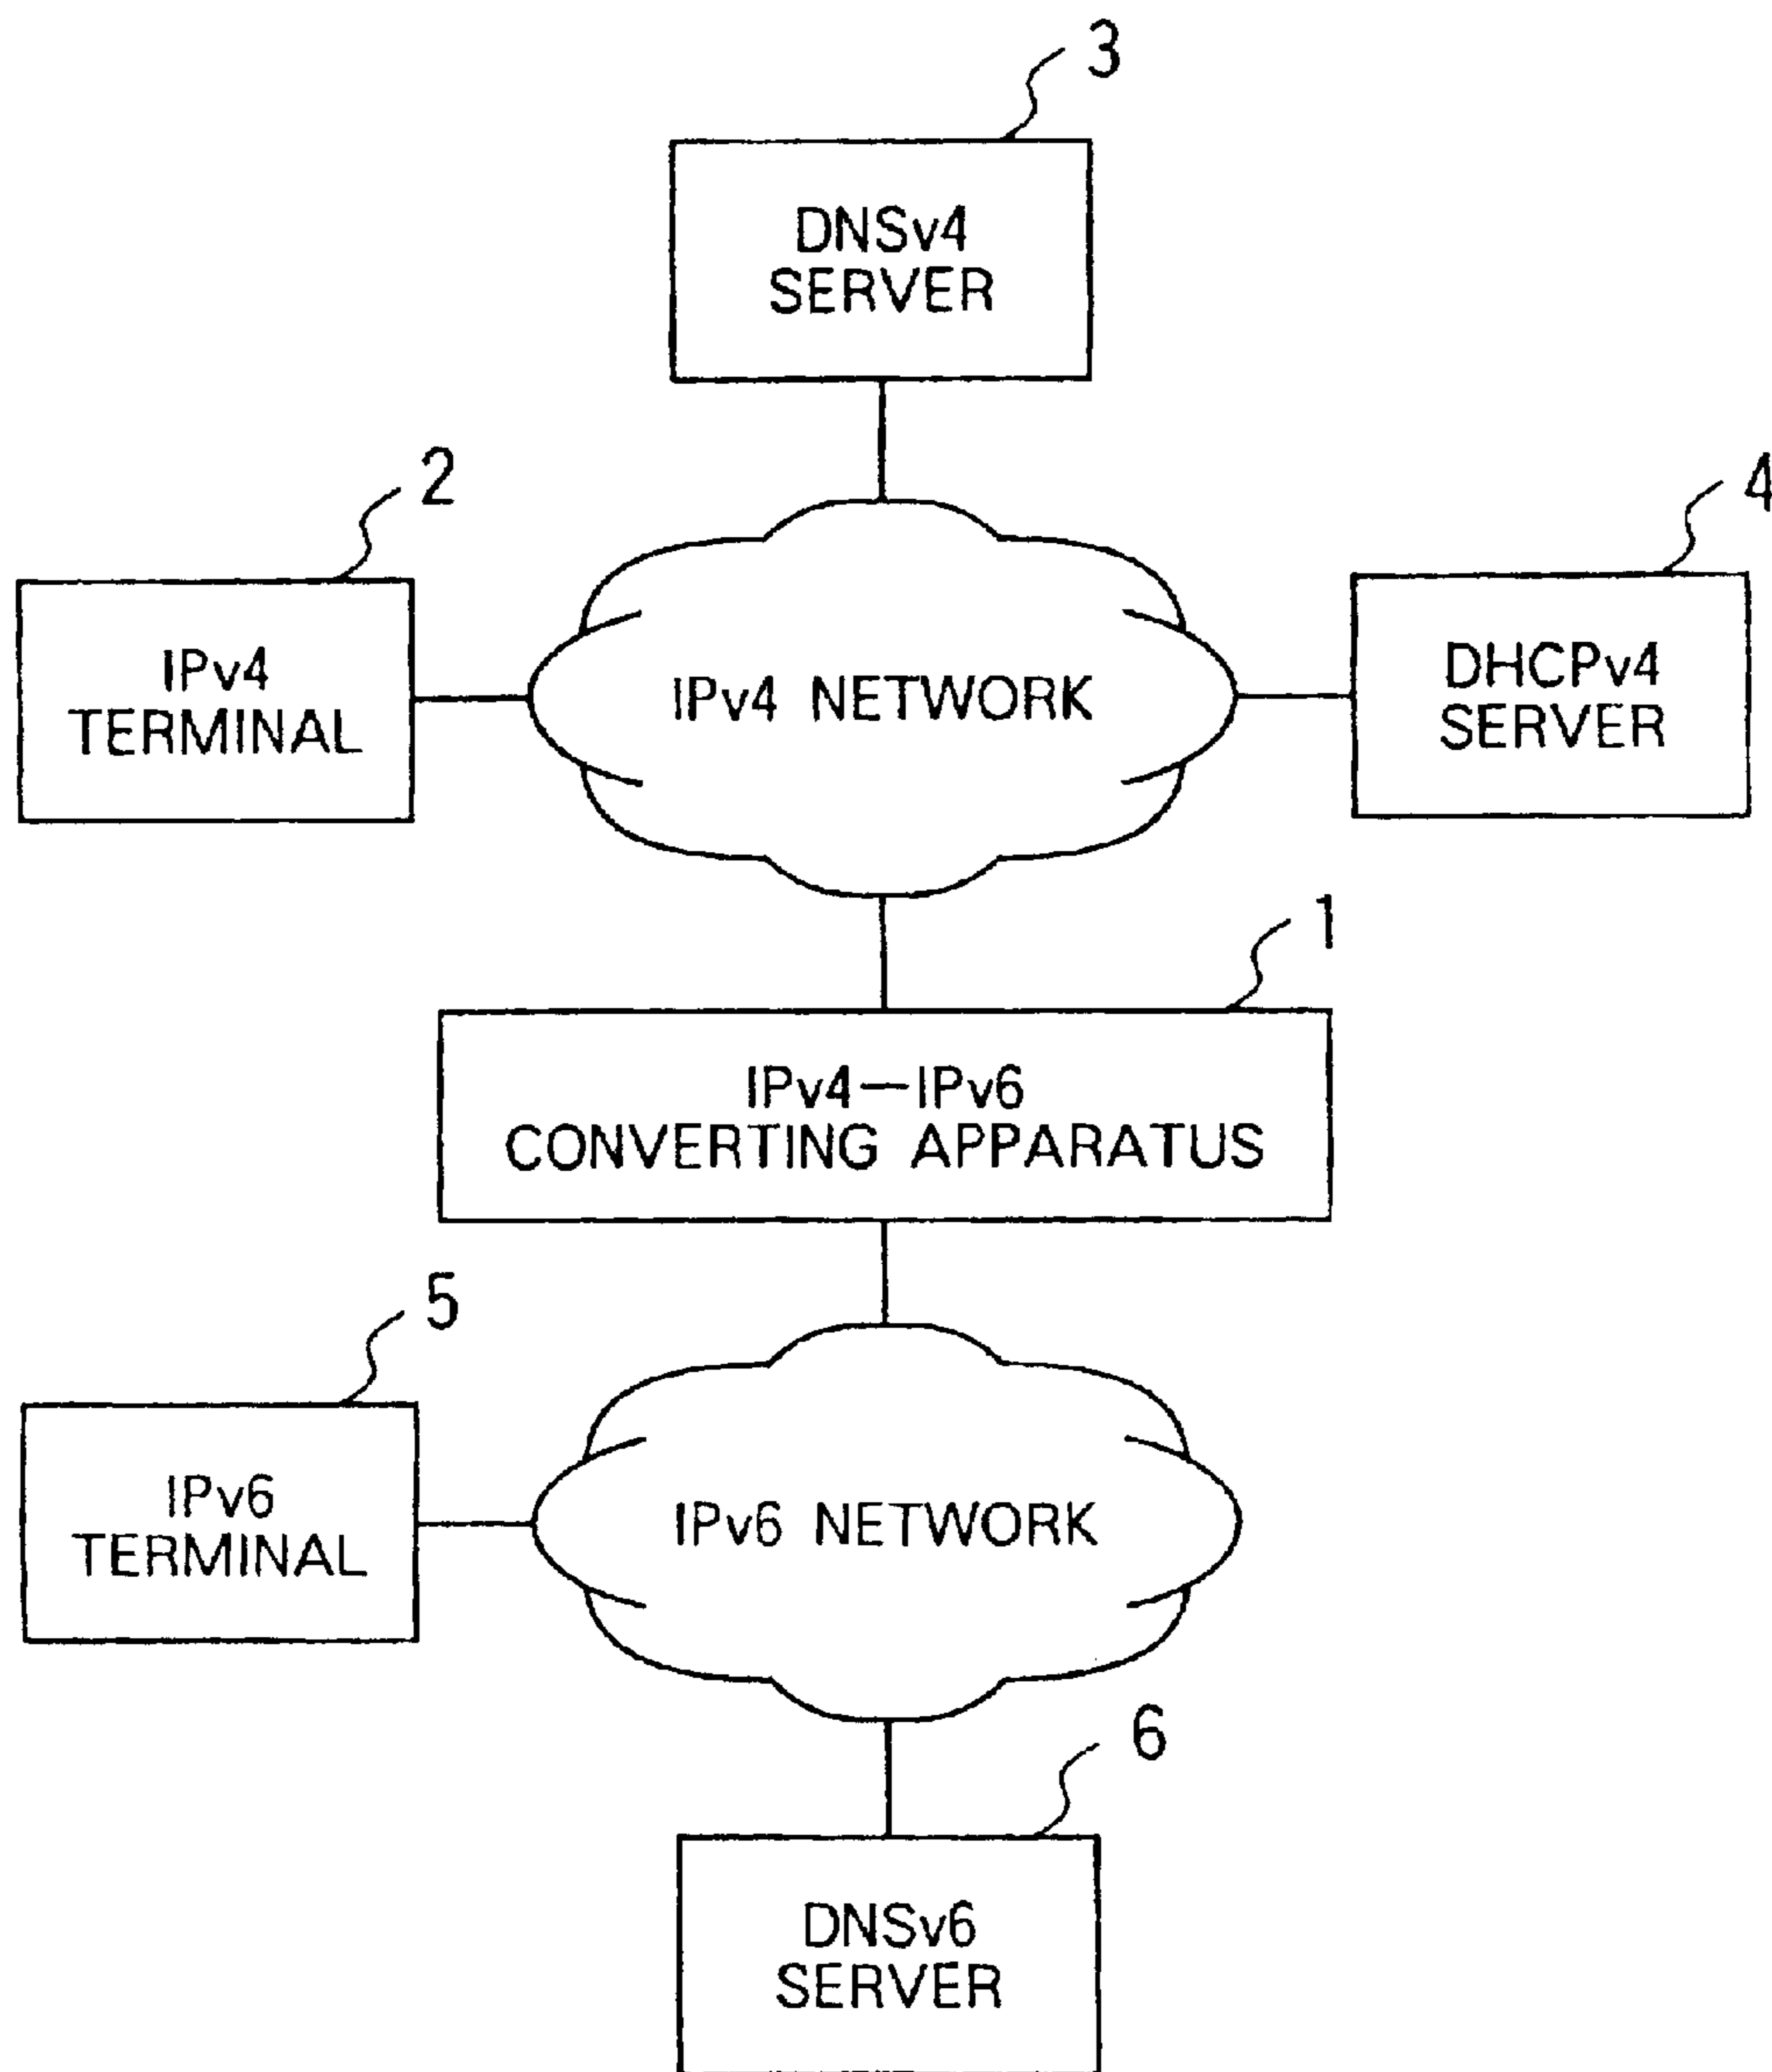 3
DNSv4
SERVER
2
4
IPv4
TERMINAL
IPv4 NETWORK
DHCPv4
SERVER
1
IPv4—IPv6
CONVERTING APPARATUS
5
IPv6
TERMINAL
IPv6 NETWORK
6
DNSv6
SERVER